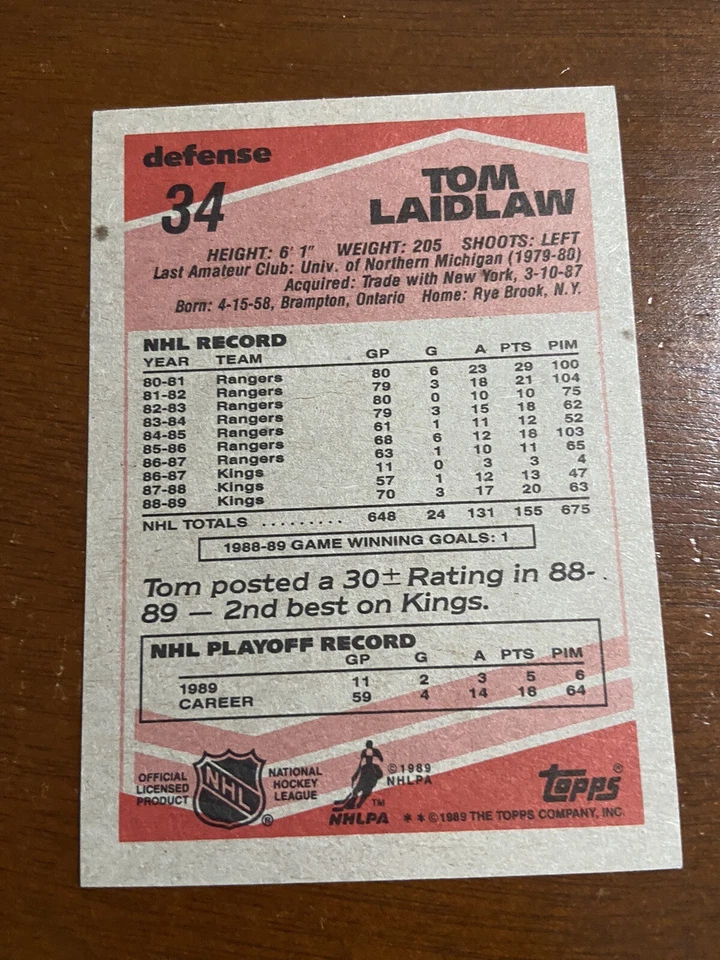 defense
34
TOM
LAIDLAW
HEIGHT: 6' 1" WEIGHT: 205 SHOOTS: LEFT
Last Amateur Club: Univ. of Northern Michigan (1979-80)
Acquired: Trade with New York, 3-10-87
Born: 4-15-58, Brampton, Ontario Home: Rye Brook, N.Y.
NHL RECORD
YEAR TEAM GP G A PTS PIM
80-81 Rangers 80 6 23 29 100
81-82 Rangers 79 3 18 21 104
82-83 Rangers 80 0 10 10 75
83-84 Rangers 79 3 15 18 62
84-85 Rangers 61 1 11 12 52
85-86 Rangers 68 6 12 18 103
86-87 Rangers 63 1 10 11 65
86-87 Kings 11 0 3 3 4
87-88 Kings 57 1 12 13 47
88-89 Kings 70 3 17 20 63
NHL TOTALS ......... 648 24 131 155 675
1988-89 GAME WINNING GOALS: 1
Tom posted a 30± Rating in 88-
89 — 2nd best on Kings.
NHL PLAYOFF RECORD
GP G A PTS PIM
1989 11 2 3 5 6
CAREER 59 4 14 18 64
OFFICIAL
LICENSED
PRODUCT
NHL
®
NATIONAL
HOCKEY
LEAGUE
TM
NHLPA
©1989
NHLPA
topps®
* * ©1989 THE TOPPS COMPANY, INC.